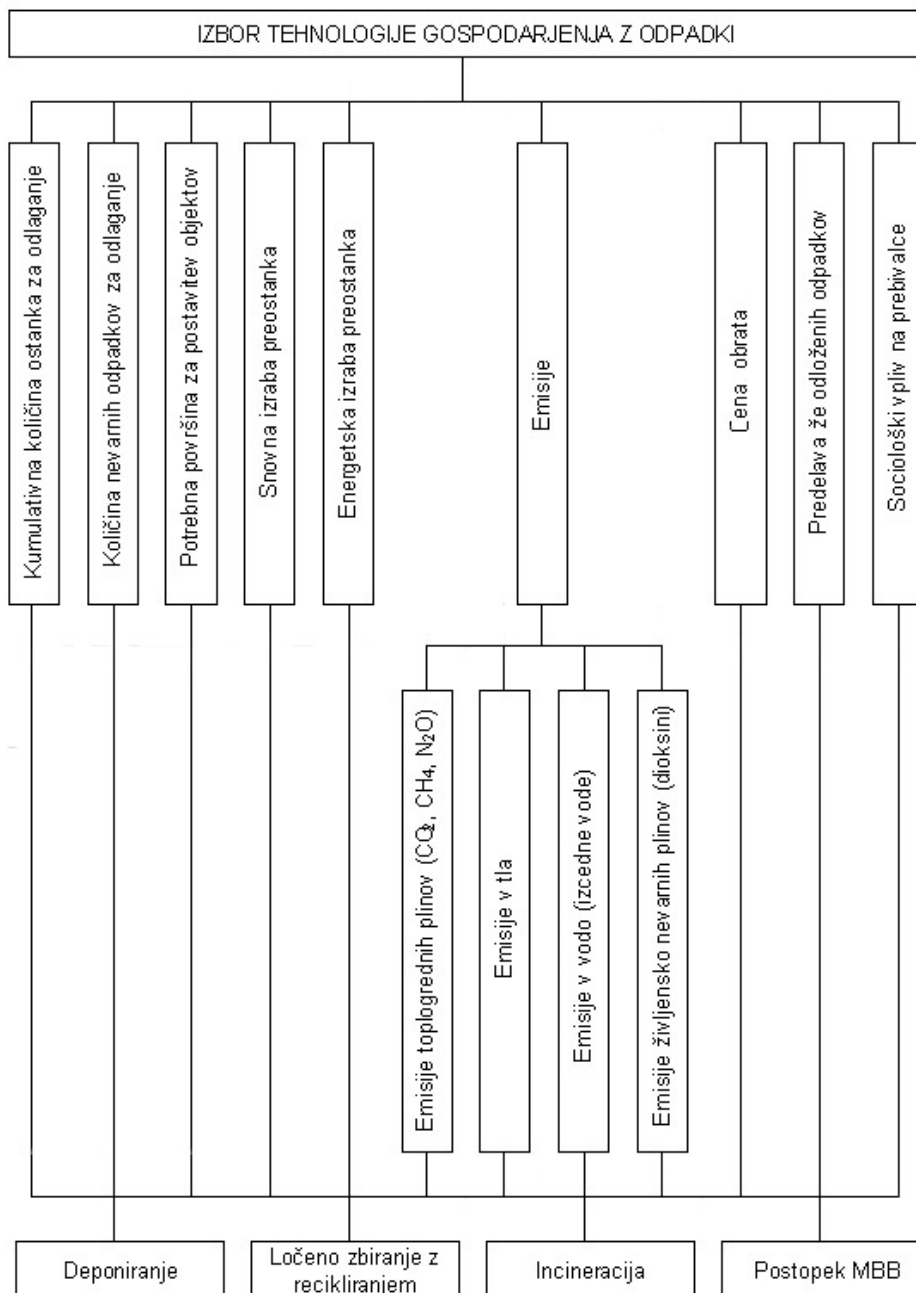 IZBOR TEHNOLOGIJE GOSPODARJENJA Z ODPADKI
Kumulativna količina ostanka za odlaganje
Količina nevarnih odpadkov za odlaganje
Potrebna površina za postavitev objektov
Snovna izraba preostanka
Energetska izraba preostanka
Emisije
Cena obrata
Predelava že odloženih odpadkov
Sociološki vpliv na prebivalce
Emisije toplogrednih plinov (CO₂, CH₄, N₂O)
Emisije v tla
Emisije v vodo (izcedne vode)
Emisije življensko nevarnih plinov (dioksini)
Deponiranje
Ločeno zbiranje z
recikliranjem
Incineracija
Postopek MBB